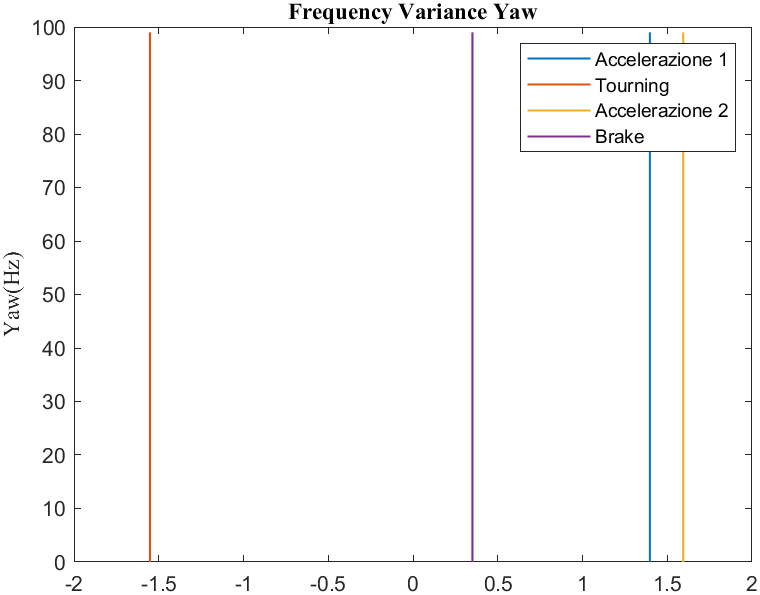 Frequency Variance Yaw
100
90
80
70
60
50
40
30
20
10
0
Yaw(Hz)
Accelerazione 1
Tourning
Accelerazione 2
Brake
-2 -1.5 -1 -0.5 0 0.5 1 1.5 2